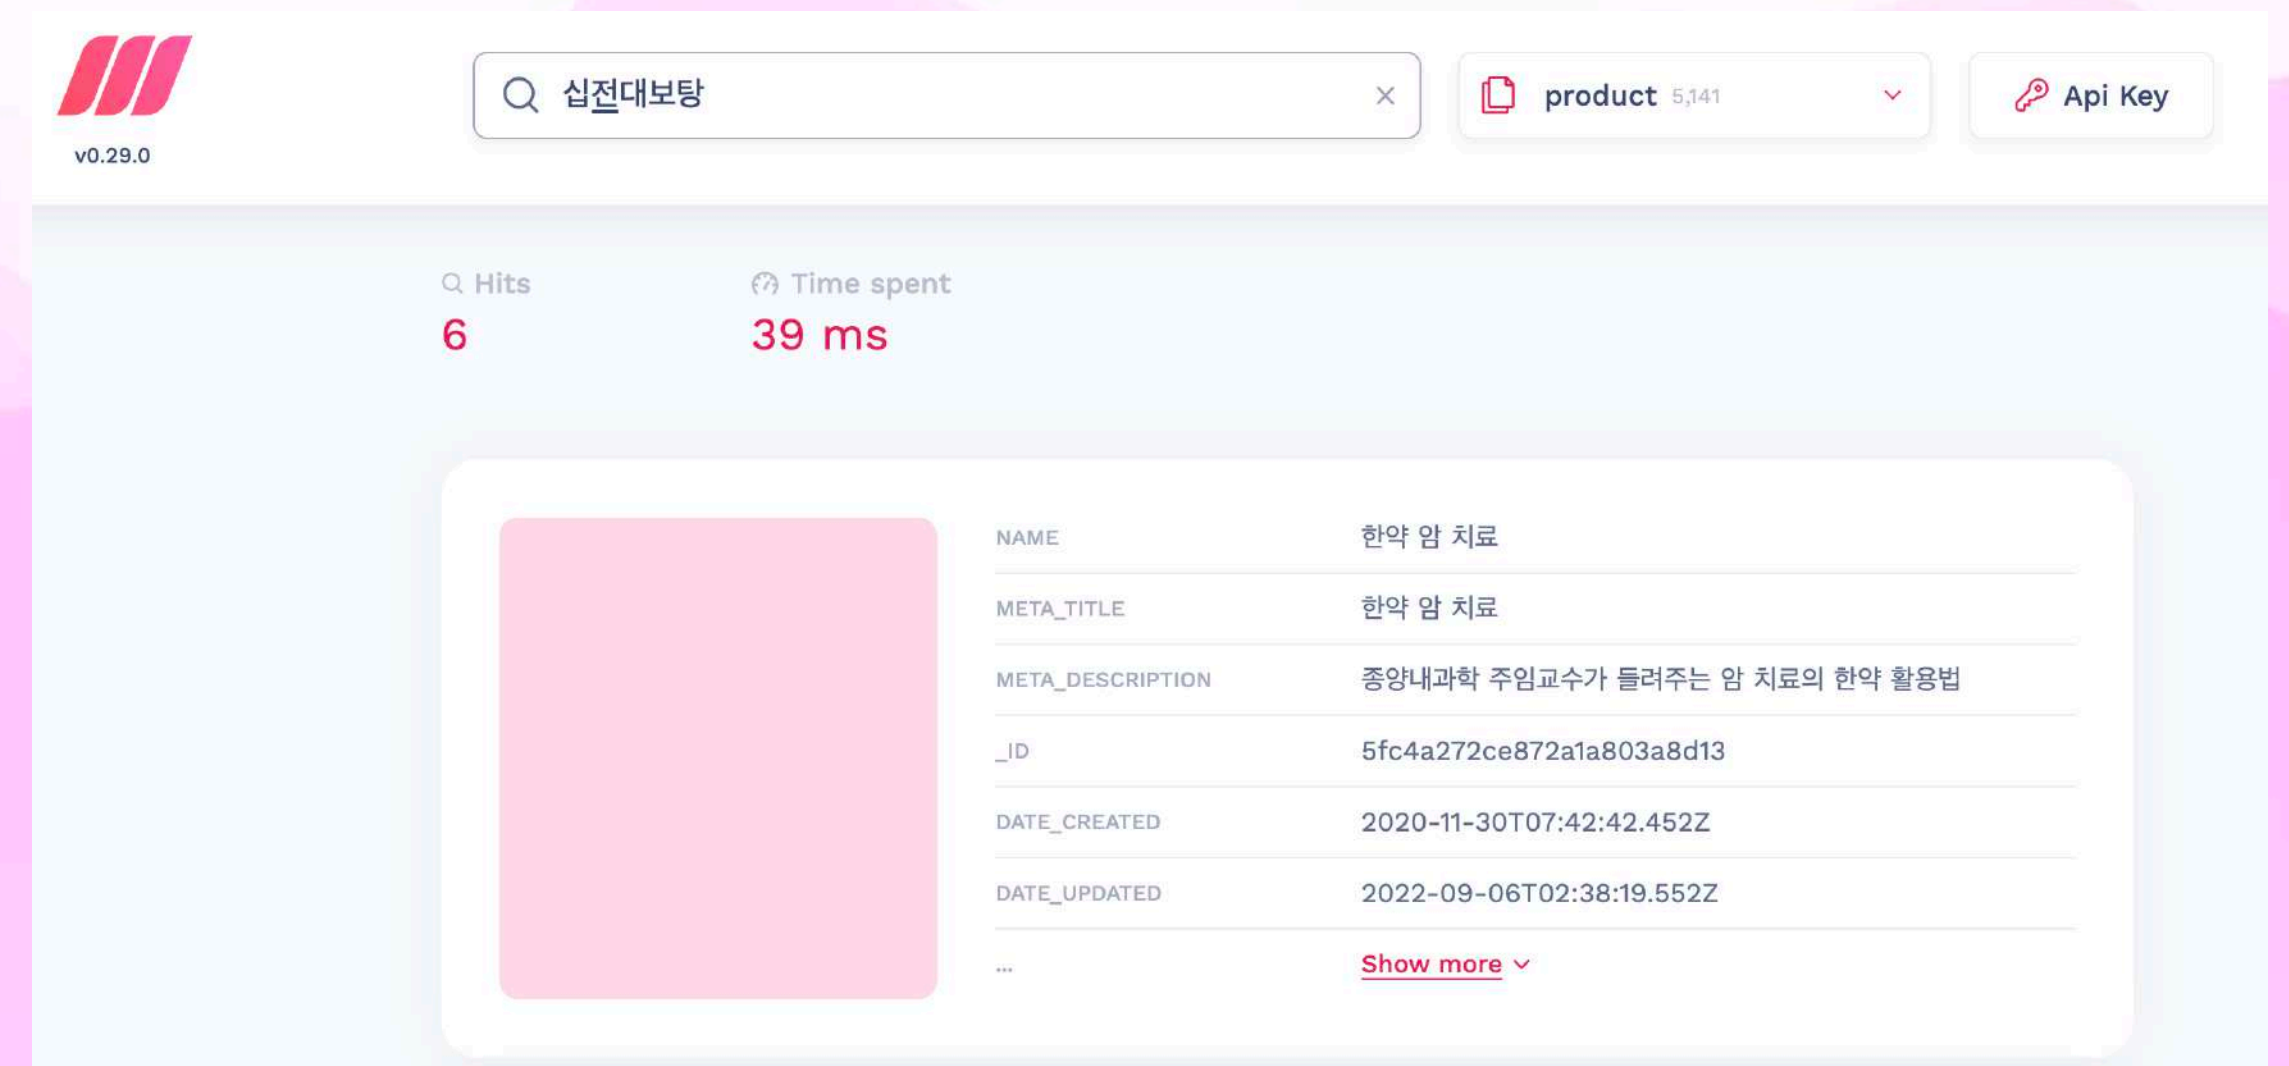 십전대보탕
product 5,141
Api Key
v0.29.0
Hits
6
Time spent
39 ms
NAME 한약 암 치료
META_TITLE 한약 암 치료
META_DESCRIPTION 종양내과학 주임교수가 들려주는 암 치료의 한약 활용법
_ID 5fc4a272ce872a1a803a8d13
DATE_CREATED 2020-11-30T07:42:42.452Z
DATE_UPDATED 2022-09-06T02:38:19.552Z
... Show more